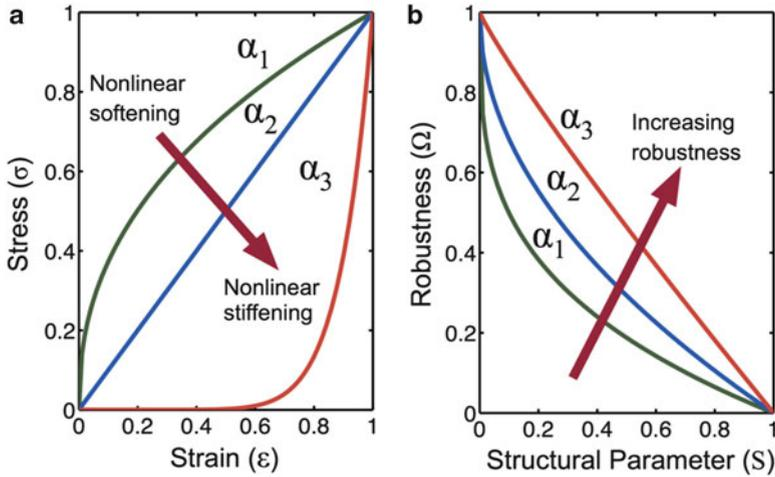 a
1
0.8
0.6
0.4
0.2
0
Stress (σ)
Nonlinear
softening
α1
α2
α3
Nonlinear
stiffening
0 0.2 0.4 0.6 0.8 1
Strain (ε)
b
1
0.8
0.6
0.4
0.2
0
Robustness (Ω)
Increasing
robustness
α3
α2
α1
0 0.2 0.4 0.6 0.8 1
Structural Parameter (S)